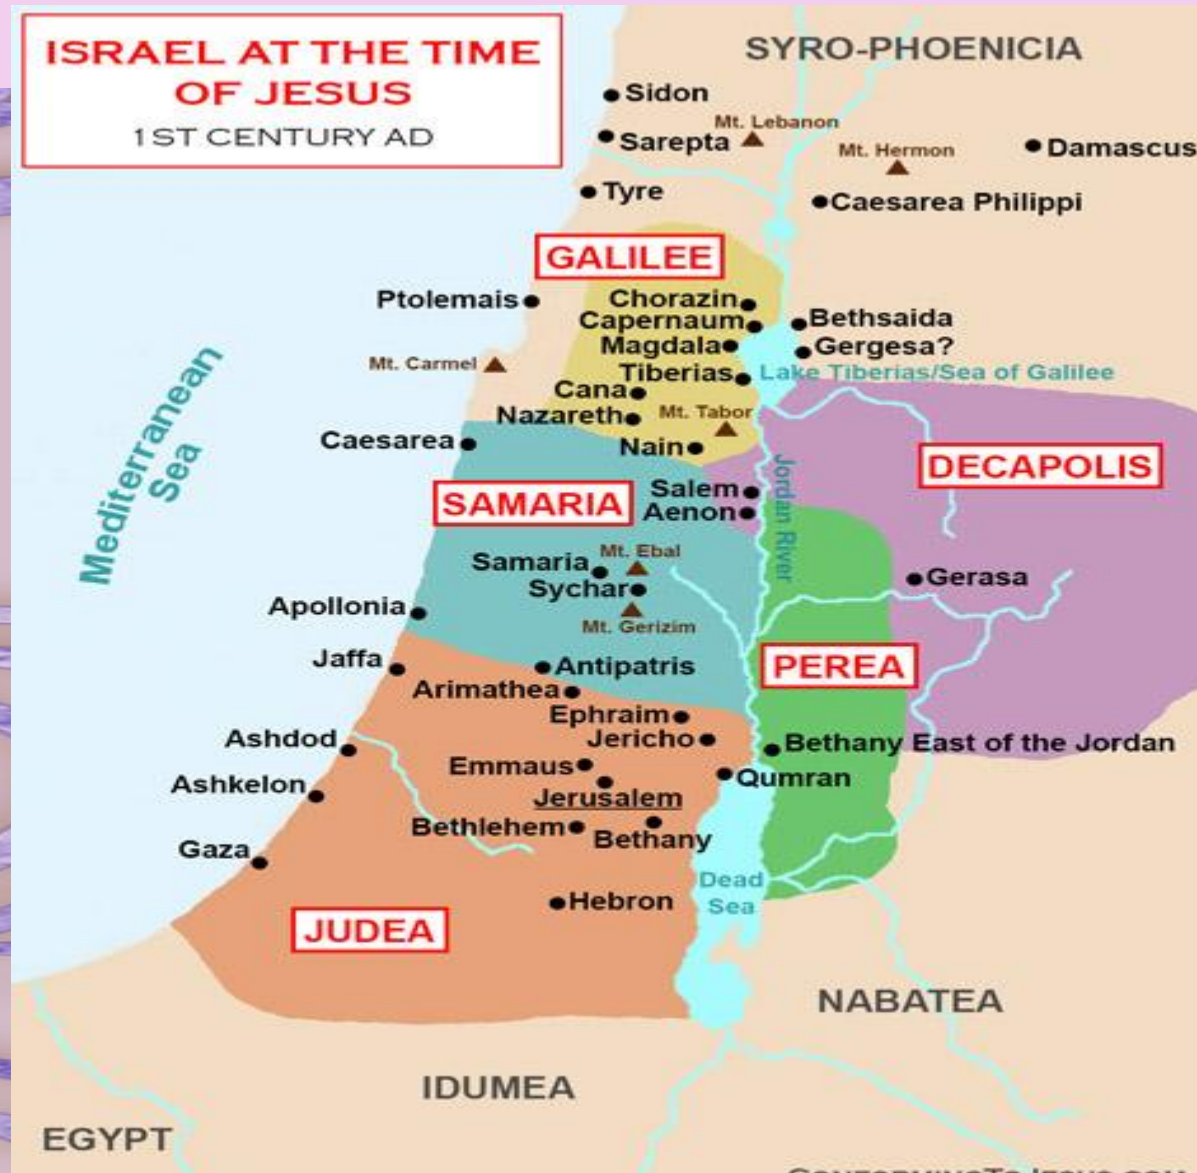 ISRAEL AT THE TIME
OF JESUS
1ST CENTURY AD
SYRO-PHOENICIA
Sidon
Mt. Lebanon
Sarepta
Mt. Hermon
Damascus
Tyre
Caesarea Philippi
GALILEE
Ptolemais
Chorazin
Capernaum
Bethsaida
Magdala
Gergesa?
Mt. Carmel
Tiberias
Lake Tiberias/Sea of Galilee
Cana
Nazareth
Mt. Tabor
Caesarea
Nain
Mediterranean
Sea
Jordan River
DECAPOLIS
SAMARIA
Salem
Aenon
Mt. Ebal
Samaria
Sychar
Gerasa
Mt. Gerizim
Apollonia
Jaffa
Antipatris
PEREA
Arimathea
Ephraim
Ashdod
Jericho
Bethany East of the Jordan
Emmaus
Qumran
Ashkelon
Jerusalem
Bethlehem
Bethany
Gaza
Dead
Sea
Hebron
JUDEA
NABATEA
IDUMEA
EGYPT
CONFORMINGTOJESUS.COM